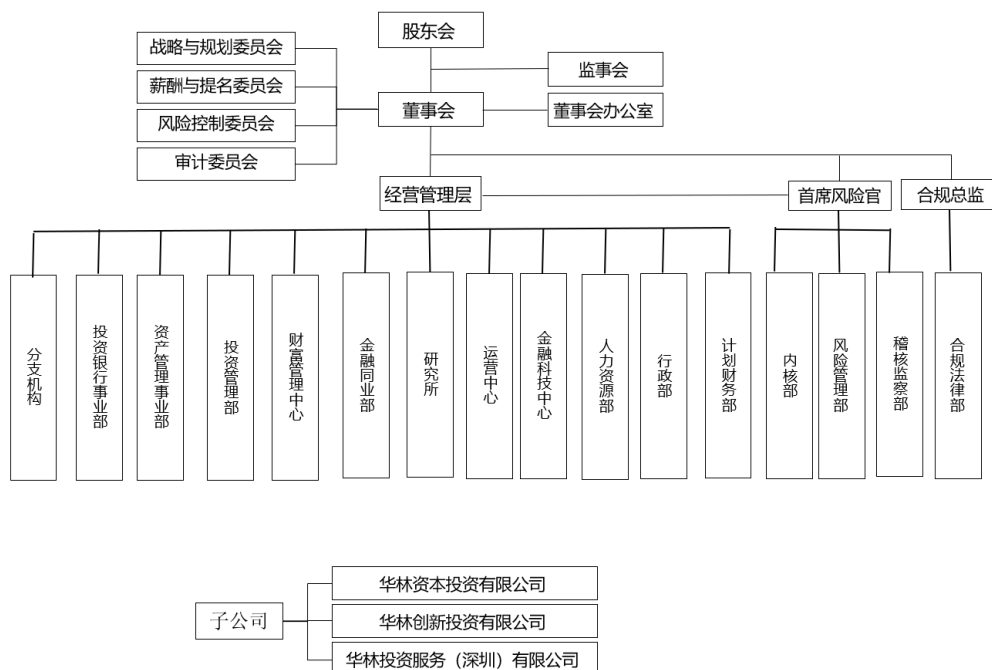 股东会
战略与规划委员会
监事会
薪酬与提名委员会
董事会
董事会办公室
风险控制委员会
审计委员会
经营管理层
首席风险官
合规总监
分支机构
投资银行事业部
资产管理事业部
投资管理部
财富管理中心
金融同业部
研究所
运营中心
金融科技中心
人力资源部
行政部
计划财务部
内核部
风险管理部
稽核监察部
合规法律部
子公司
华林资本投资有限公司
华林创新投资有限公司
华林投资服务（深圳）有限公司